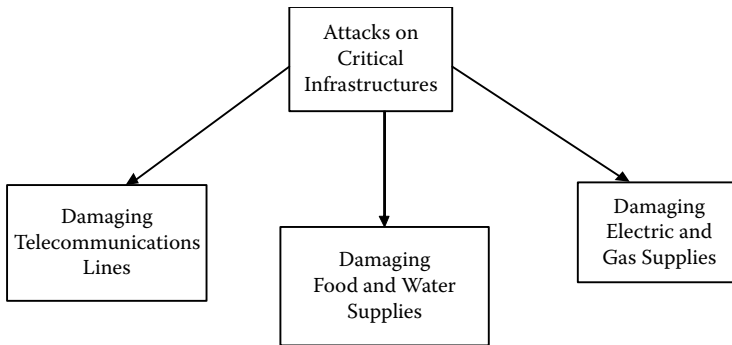 Attacks on
Critical
Infrastructures
Damaging
Telecommunications
Lines
Damaging
Food and Water
Supplies
Damaging
Electric and
Gas Supplies